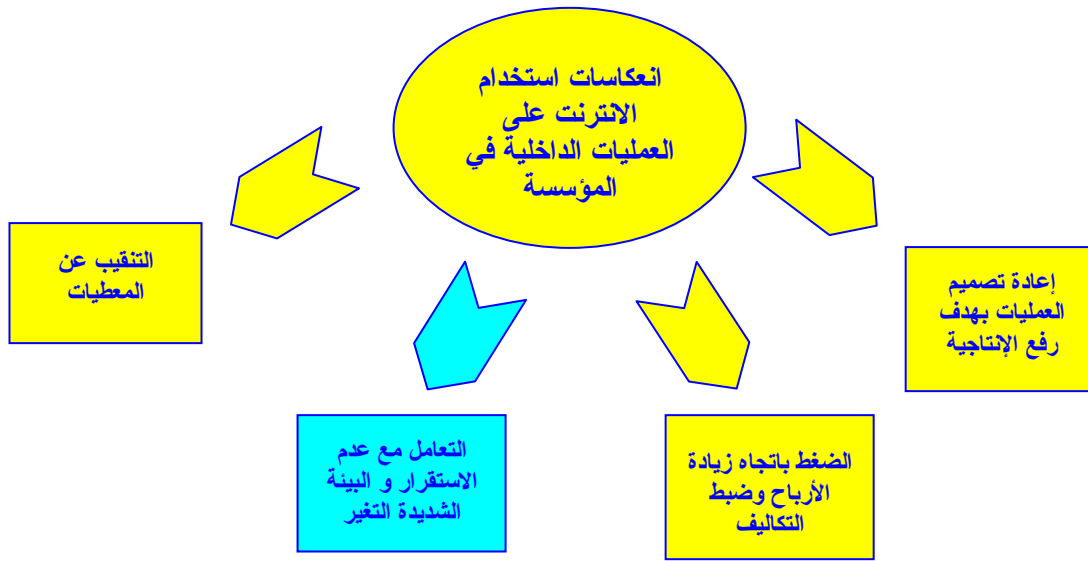 انعكاسات استخدام
الانترنت على
العمليات الداخلية في
المؤسسة
إعادة تصميم
العمليات بهدف
رفع الإنتاجية
الضغط باتجاه زيادة
الأرباح وضبط
التكاليف
التعامل مع عدم
الاستقرار و البيئة
الشديدة التغير
التنقيب عن
المعطيات